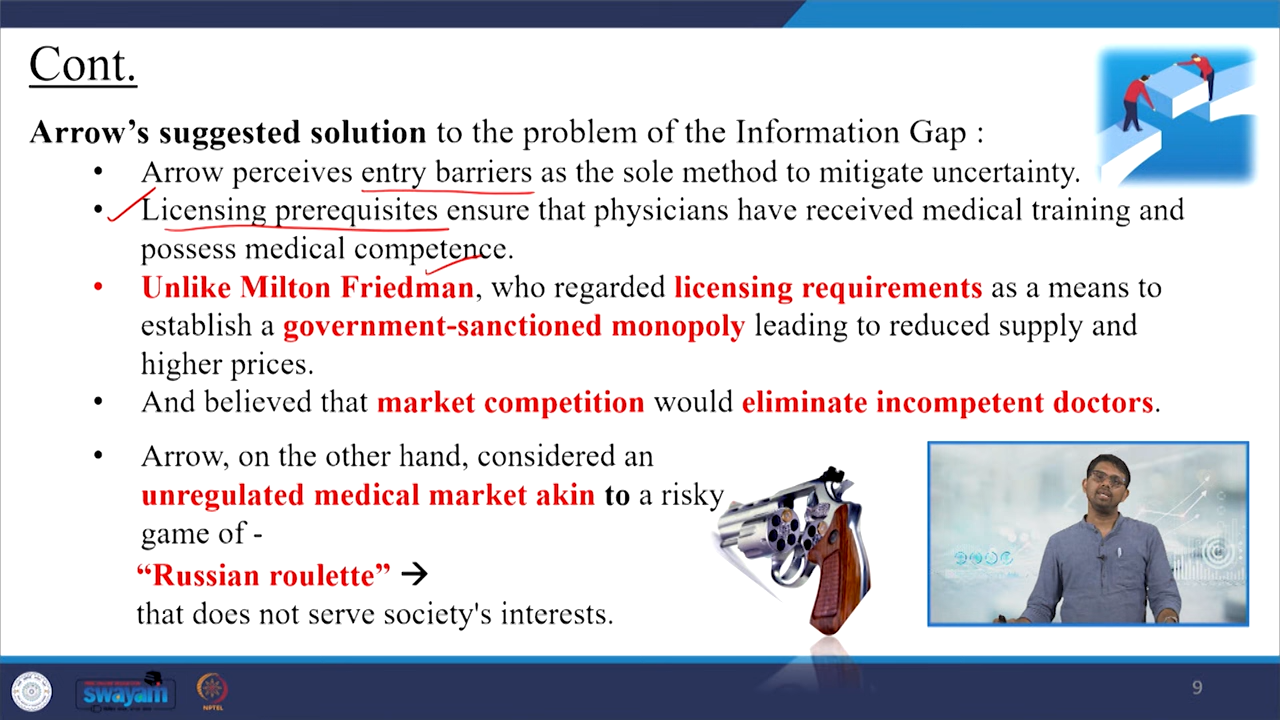 Cont.
Arrow’s suggested solution to the problem of the Information Gap :
• Arrow perceives entry barriers as the sole method to mitigate uncertainty.
• Licensing prerequisites ensure that physicians have received medical training and
possess medical competence.
• Unlike Milton Friedman, who regarded licensing requirements as a means to
establish a government-sanctioned monopoly leading to reduced supply and
higher prices.
• And believed that market competition would eliminate incompetent doctors.
• Arrow, on the other hand, considered an
unregulated medical market akin to a risky
game of -
“Russian roulette” →
that does not serve society's interests.
swayam
NPTEL
9